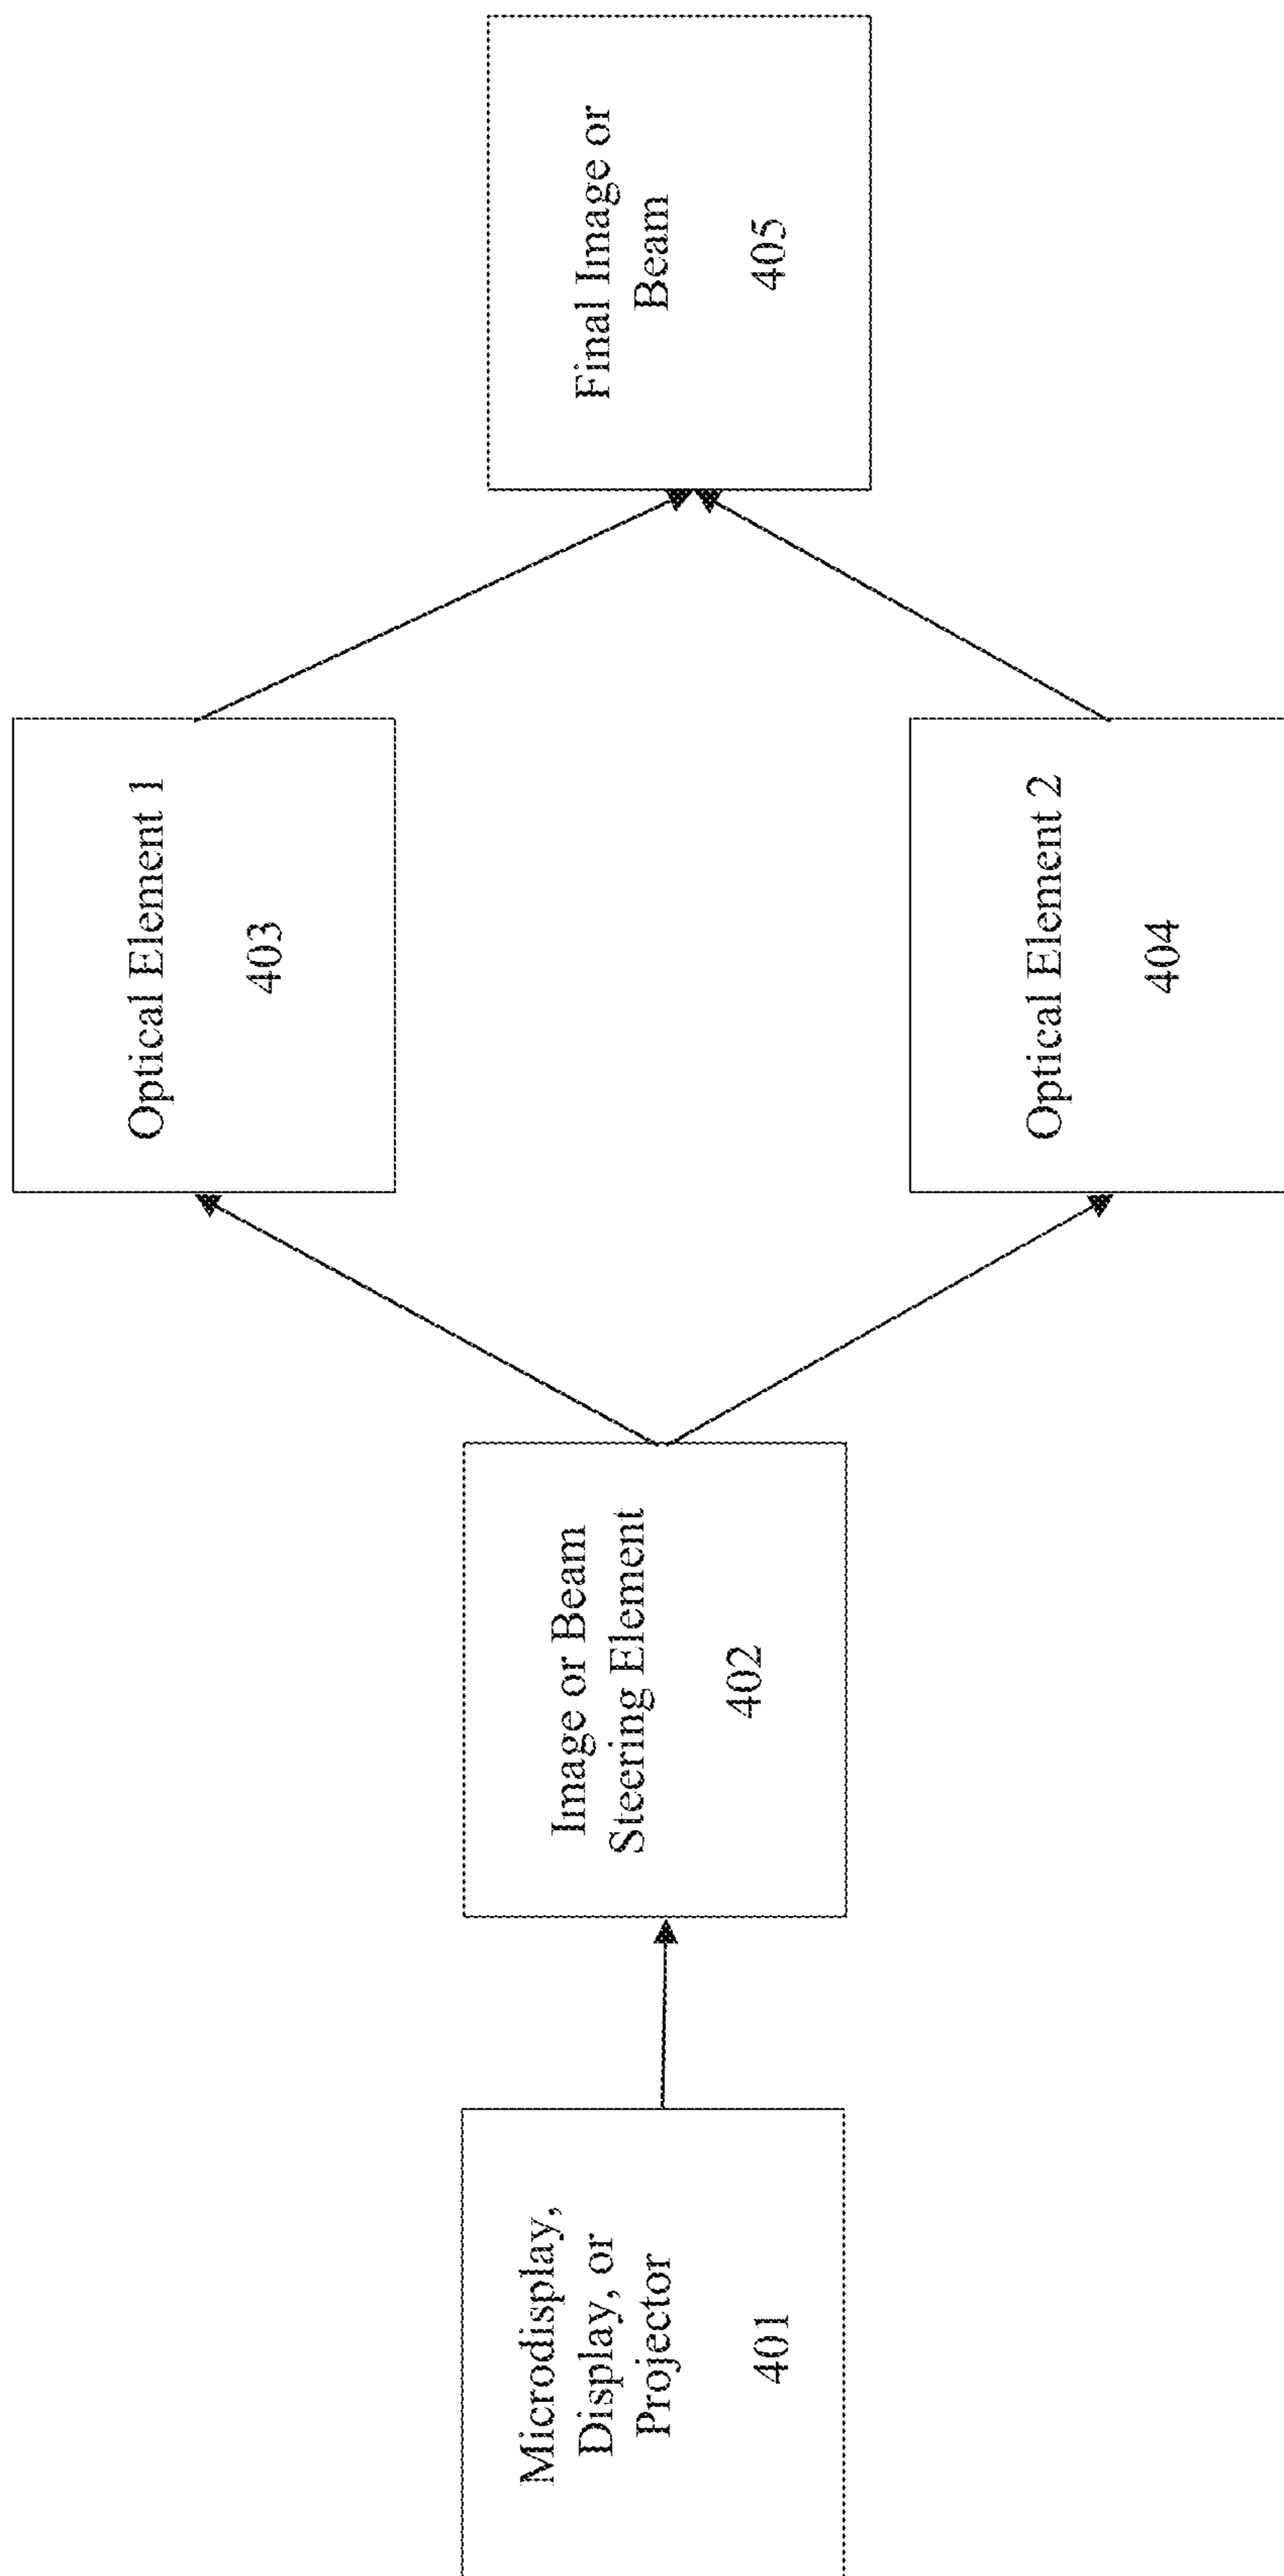 Microdisplay,
Display, or
Projector
401
Image or Beam
Steering Element
402
Optical Element 1
403
Optical Element 2
404
Final Image or
Beam
405